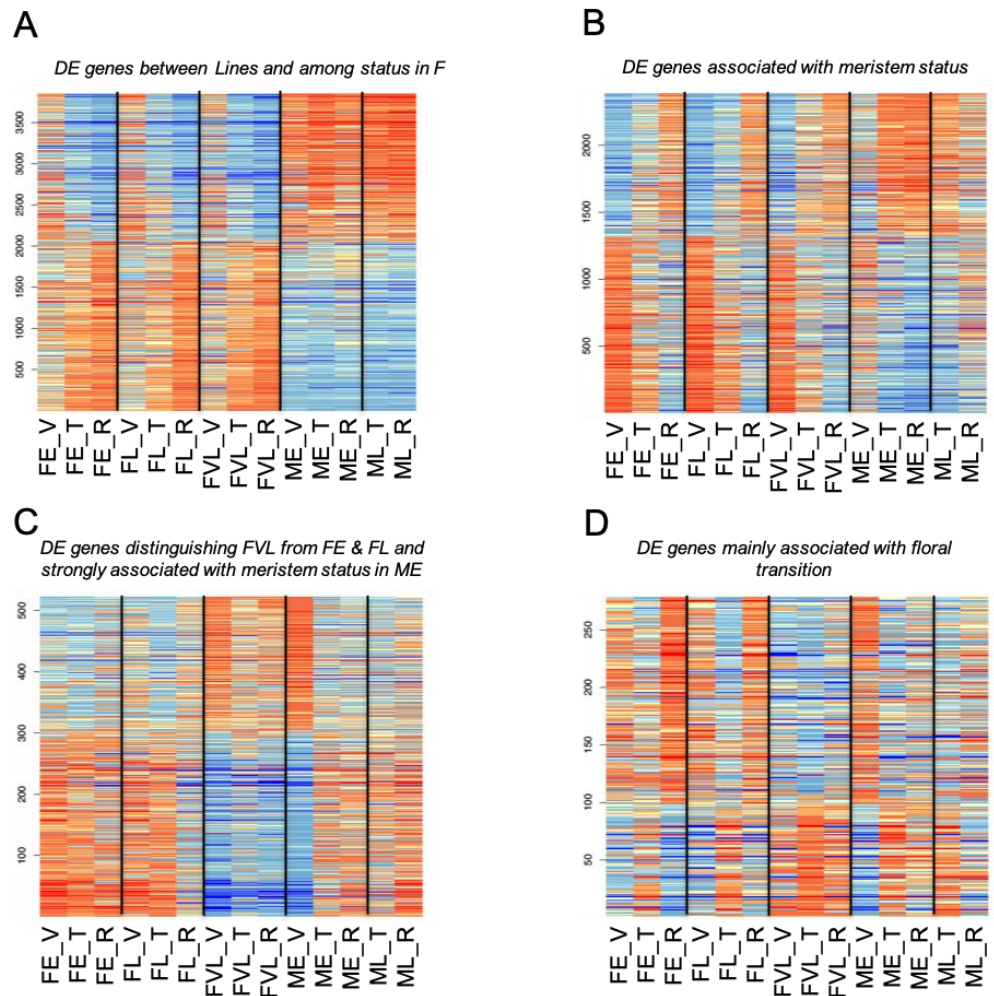 A
DE genes between Lines and among status in F
3500
3000
2500
2000
1500
1000
500
FE_V
FE_T
FE_R
FL_V
FL_T
FL_R
FVL_V
FVL_T
FVL_R
ME_V
ME_T
ME_R
ML_T
ML_R
B
DE genes associated with meristem status
2000
1500
1000
500
FE_V
FE_T
FE_R
FL_V
FL_T
FL_R
FVL_V
FVL_T
FVL_R
ME_V
ME_T
ME_R
ML_T
ML_R
C
DE genes distinguishing FVL from FE & FL and
strongly associated with meristem status in ME
500
400
300
200
100
FE_V
FE_T
FE_R
FL_V
FL_T
FL_R
FVL_V
FVL_T
FVL_R
ME_V
ME_T
ME_R
ML_T
ML_R
D
DE genes mainly associated with floral
transition
250
200
150
100
50
FE_V
FE_T
FE_R
FL_V
FL_T
FL_R
FVL_V
FVL_T
FVL_R
ME_V
ME_T
ME_R
ML_T
ML_R